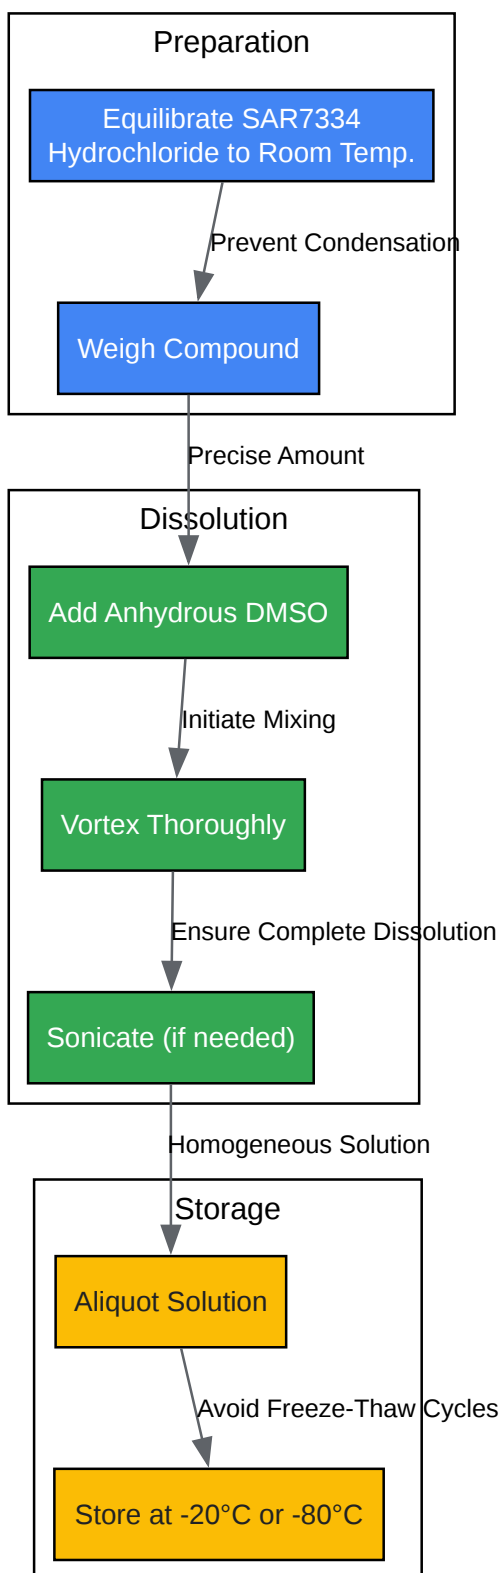 Preparation
Equilibrate SAR7334
Hydrochloride to Room Temp.
Prevent Condensation
Weigh Compound
Precise Amount
Dissolution
Add Anhydrous DMSO
Initiate Mixing
Vortex Thoroughly
Ensure Complete Dissolution
Sonicate (if needed)
Homogeneous Solution
Storage
Aliquot Solution
Avoid Freeze-Thaw Cycles
Store at -20°C or -80°C